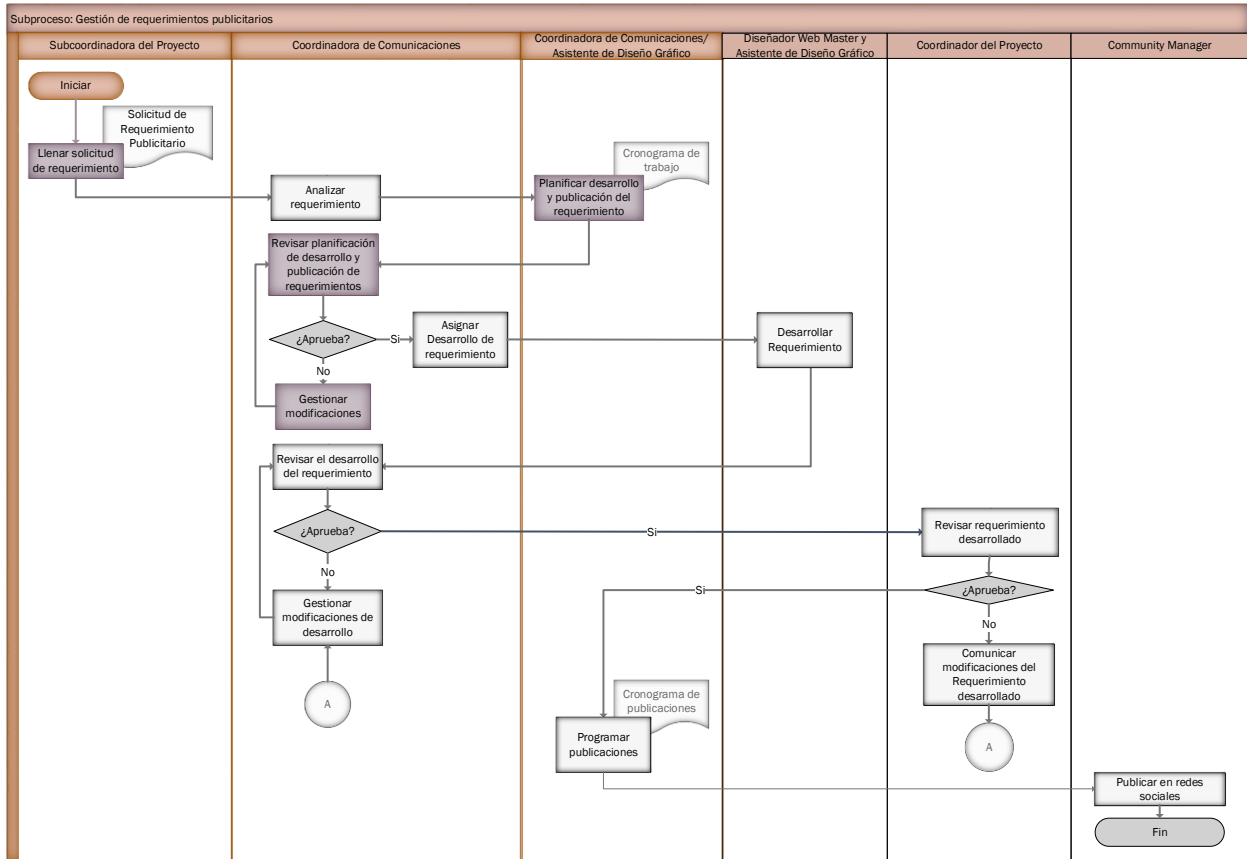 Subproceso: Gestión de requerimientos publicitarios
Subcoordinadora del Proyecto
Coordinadora de Comunicaciones
Coordinadora de Comunicaciones/
Asistente de Diseño Gráfico
Diseñador Web Master y
Asistente de Diseño Gráfico
Coordinador del Proyecto
Community Manager
Iniciar
Solicitud de
Requerimiento
Publicitario
Llenar solicitud
de requerimiento
Analizar
requerimiento
Cronograma de
trabajo
Planificar desarrollo
y publicación del
requerimiento
Revisar planificación
de desarrollo y
publicación de
requerimientos
¿Aprueba?
Si
Asignar
Desarrollo de
requerimiento
Desarrollar
Requerimiento
No
Gestionar
modificaciones
Revisar el desarrollo
del requerimiento
¿Aprueba?
Si
Revisar requerimiento
desarrollado
No
¿Aprueba?
Si
Gestionar
modificaciones de
desarrollo
No
Comunicar
modificaciones del
Requerimiento
desarrollado
A
Cronograma de
publicaciones
Programar
publicaciones
A
Publicar en redes
sociales
Fin